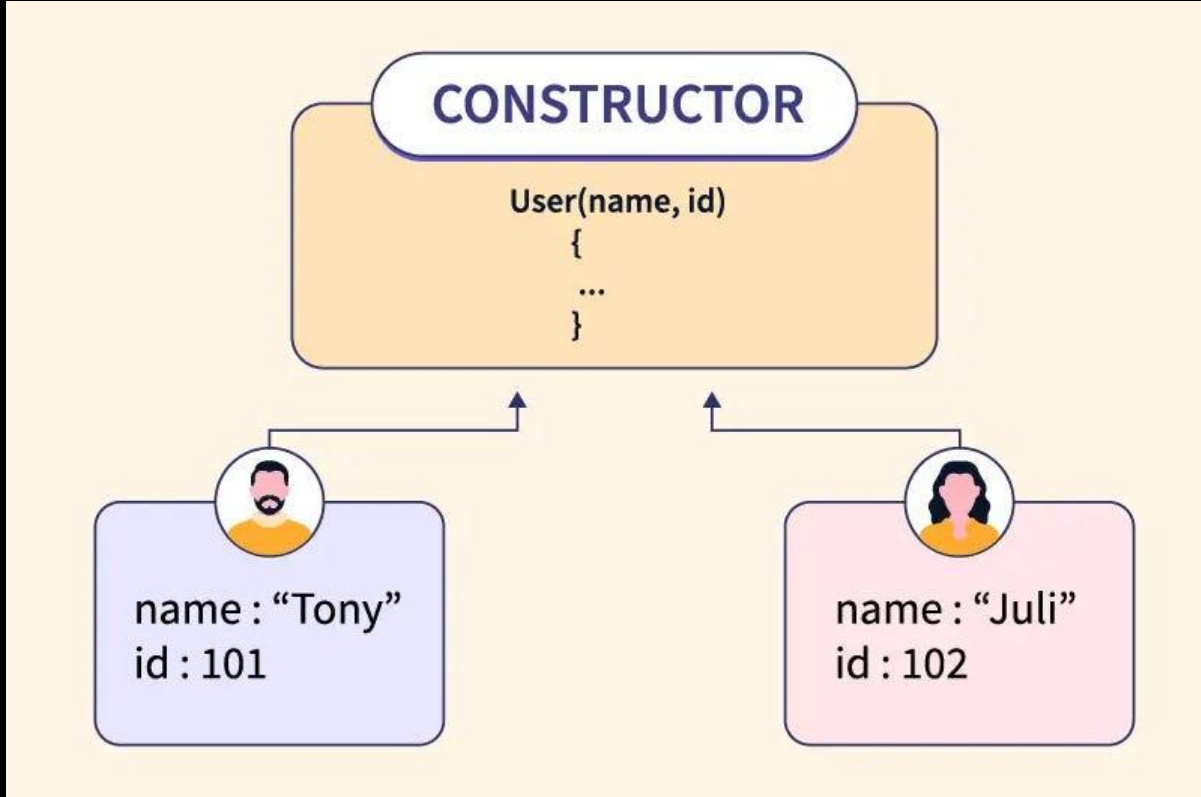 CONSTRUCTOR
User(name, id)
{
...
}
name : “Tony”
id : 101
name : “Juli”
id : 102